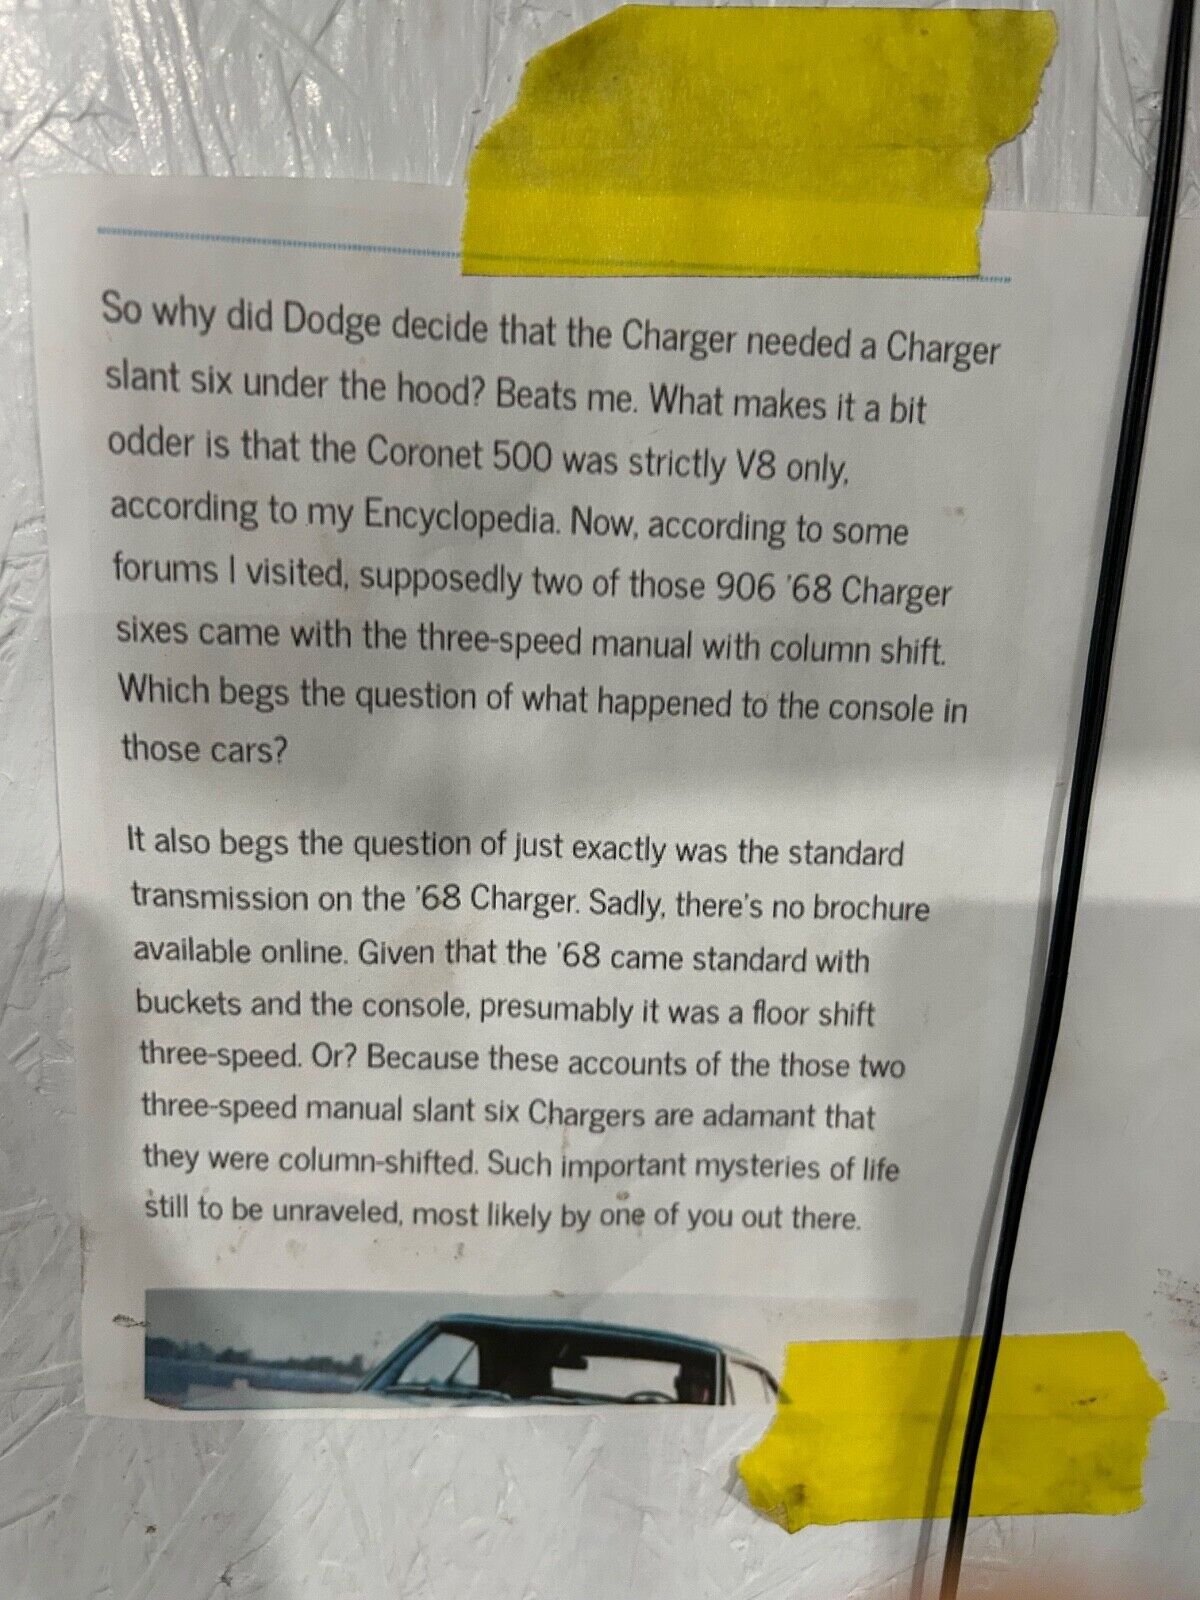 So why did Dodge decide that the Charger needed a Charger
slant six under the hood? Beats me. What makes it a bit
odder is that the Coronet 500 was strictly V8 only,
according to my Encyclopedia. Now, according to some
forums I visited, supposedly two of those 906 '68 Charger
sixes came with the three-speed manual with column shift.
Which begs the question of what happened to the console in
those cars?
It also begs the question of just exactly was the standard
transmission on the '68 Charger. Sadly, there's no brochure
available online. Given that the '68 came standard with
buckets and the console, presumably it was a floor shift
three-speed. Or? Because these accounts of the those two
three-speed manual slant six Chargers are adamant that
they were column-shifted. Such important mysteries of life
still to be unraveled, most likely by one of you out there.